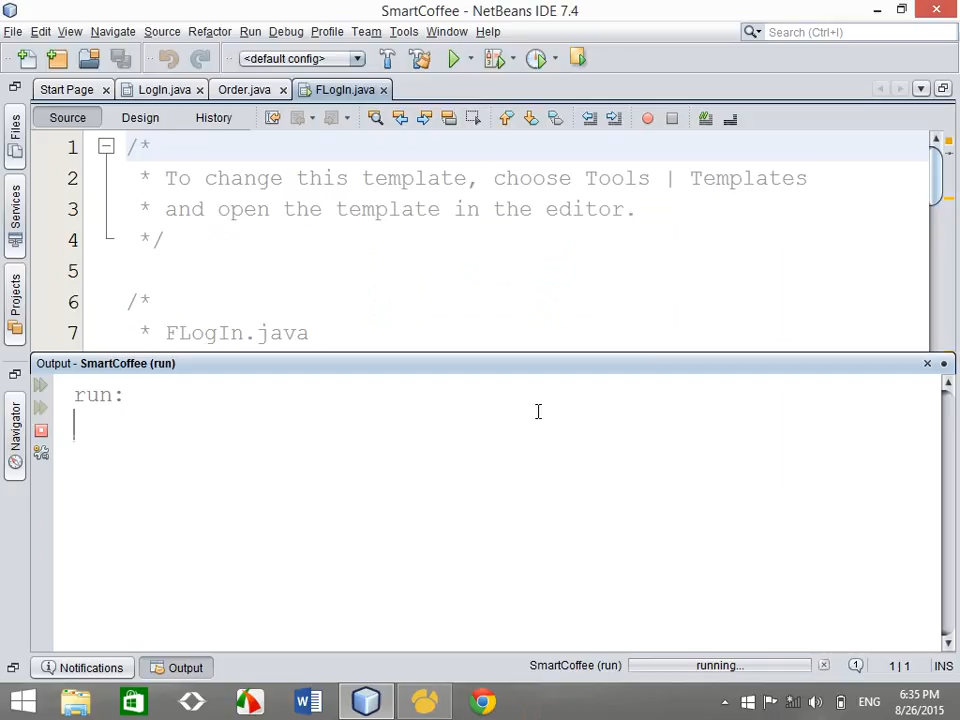 SmartCoffee - NetBeans IDE 7.4
File Edit View Navigate Source Refactor Run Debug Profile Team Tools Window Help
Search (Ctrl+I)
<default config>
Start Page
LogIn.java
Order.java
FLogIn.java
Source
Design
History
Files
Services
Projects
Navigator
1 /*
2 * To change this template, choose Tools | Templates
3 * and open the template in the editor.
4 */
5
6 /*
7 * FLogIn.java
Output - SmartCoffee (run)
run:
Notifications
Output
SmartCoffee (run)
running...
1
1|1
INS
ENG
6:35 PM
8/26/2015